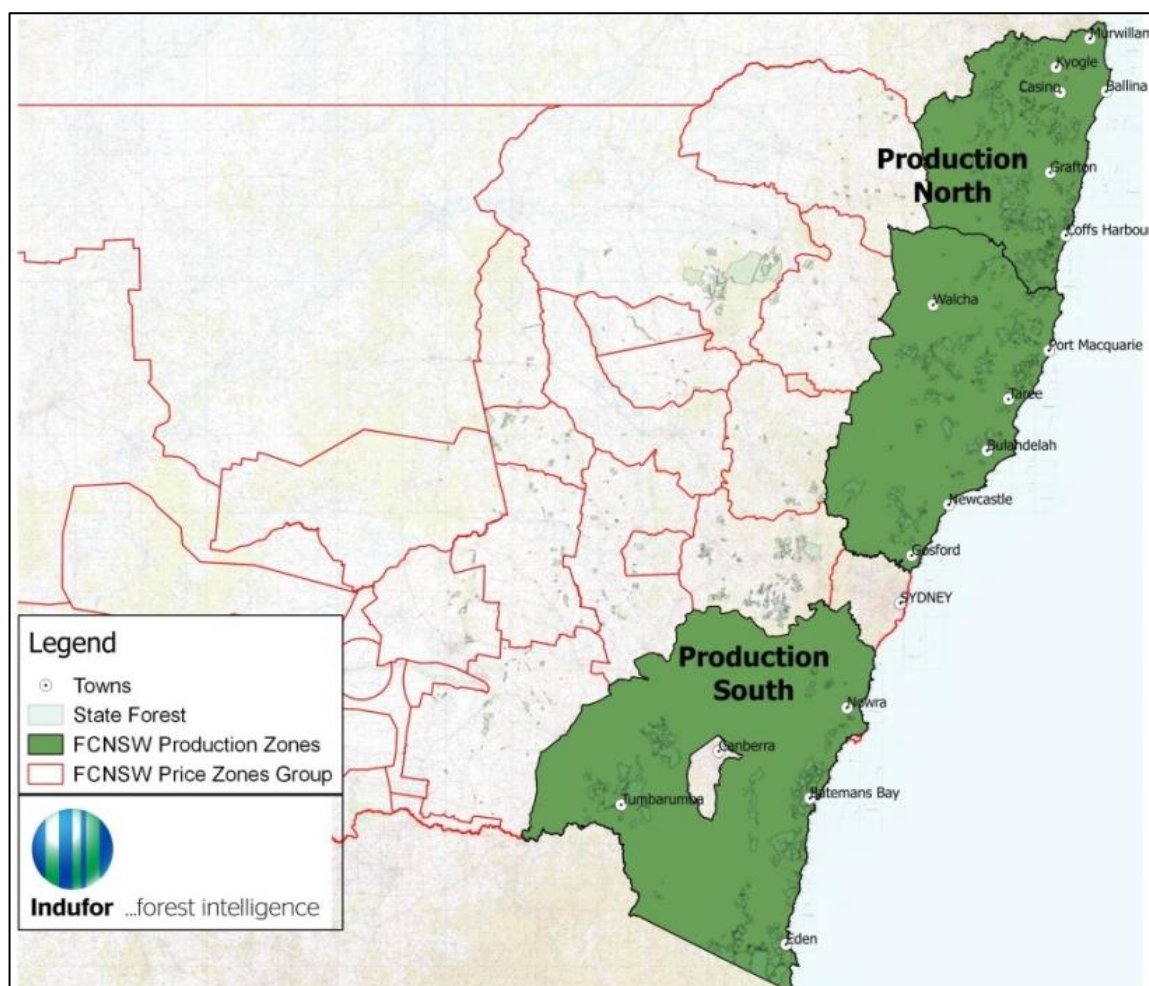 Murwillam
Kyogle
Casino
Ballina
Production
North
Grafton
Coffs Harbour
Walcha
Port Macquarie
Taree
Bulahdelah
Newcastle
Gosford
SYDNEY
Production
South
Nowra
Canberra
Batemans Bay
Tumbarumba
Eden
Legend
Towns
State Forest
FCNSW Production Zones
FCNSW Price Zones Group
Indufor ...forest intelligence